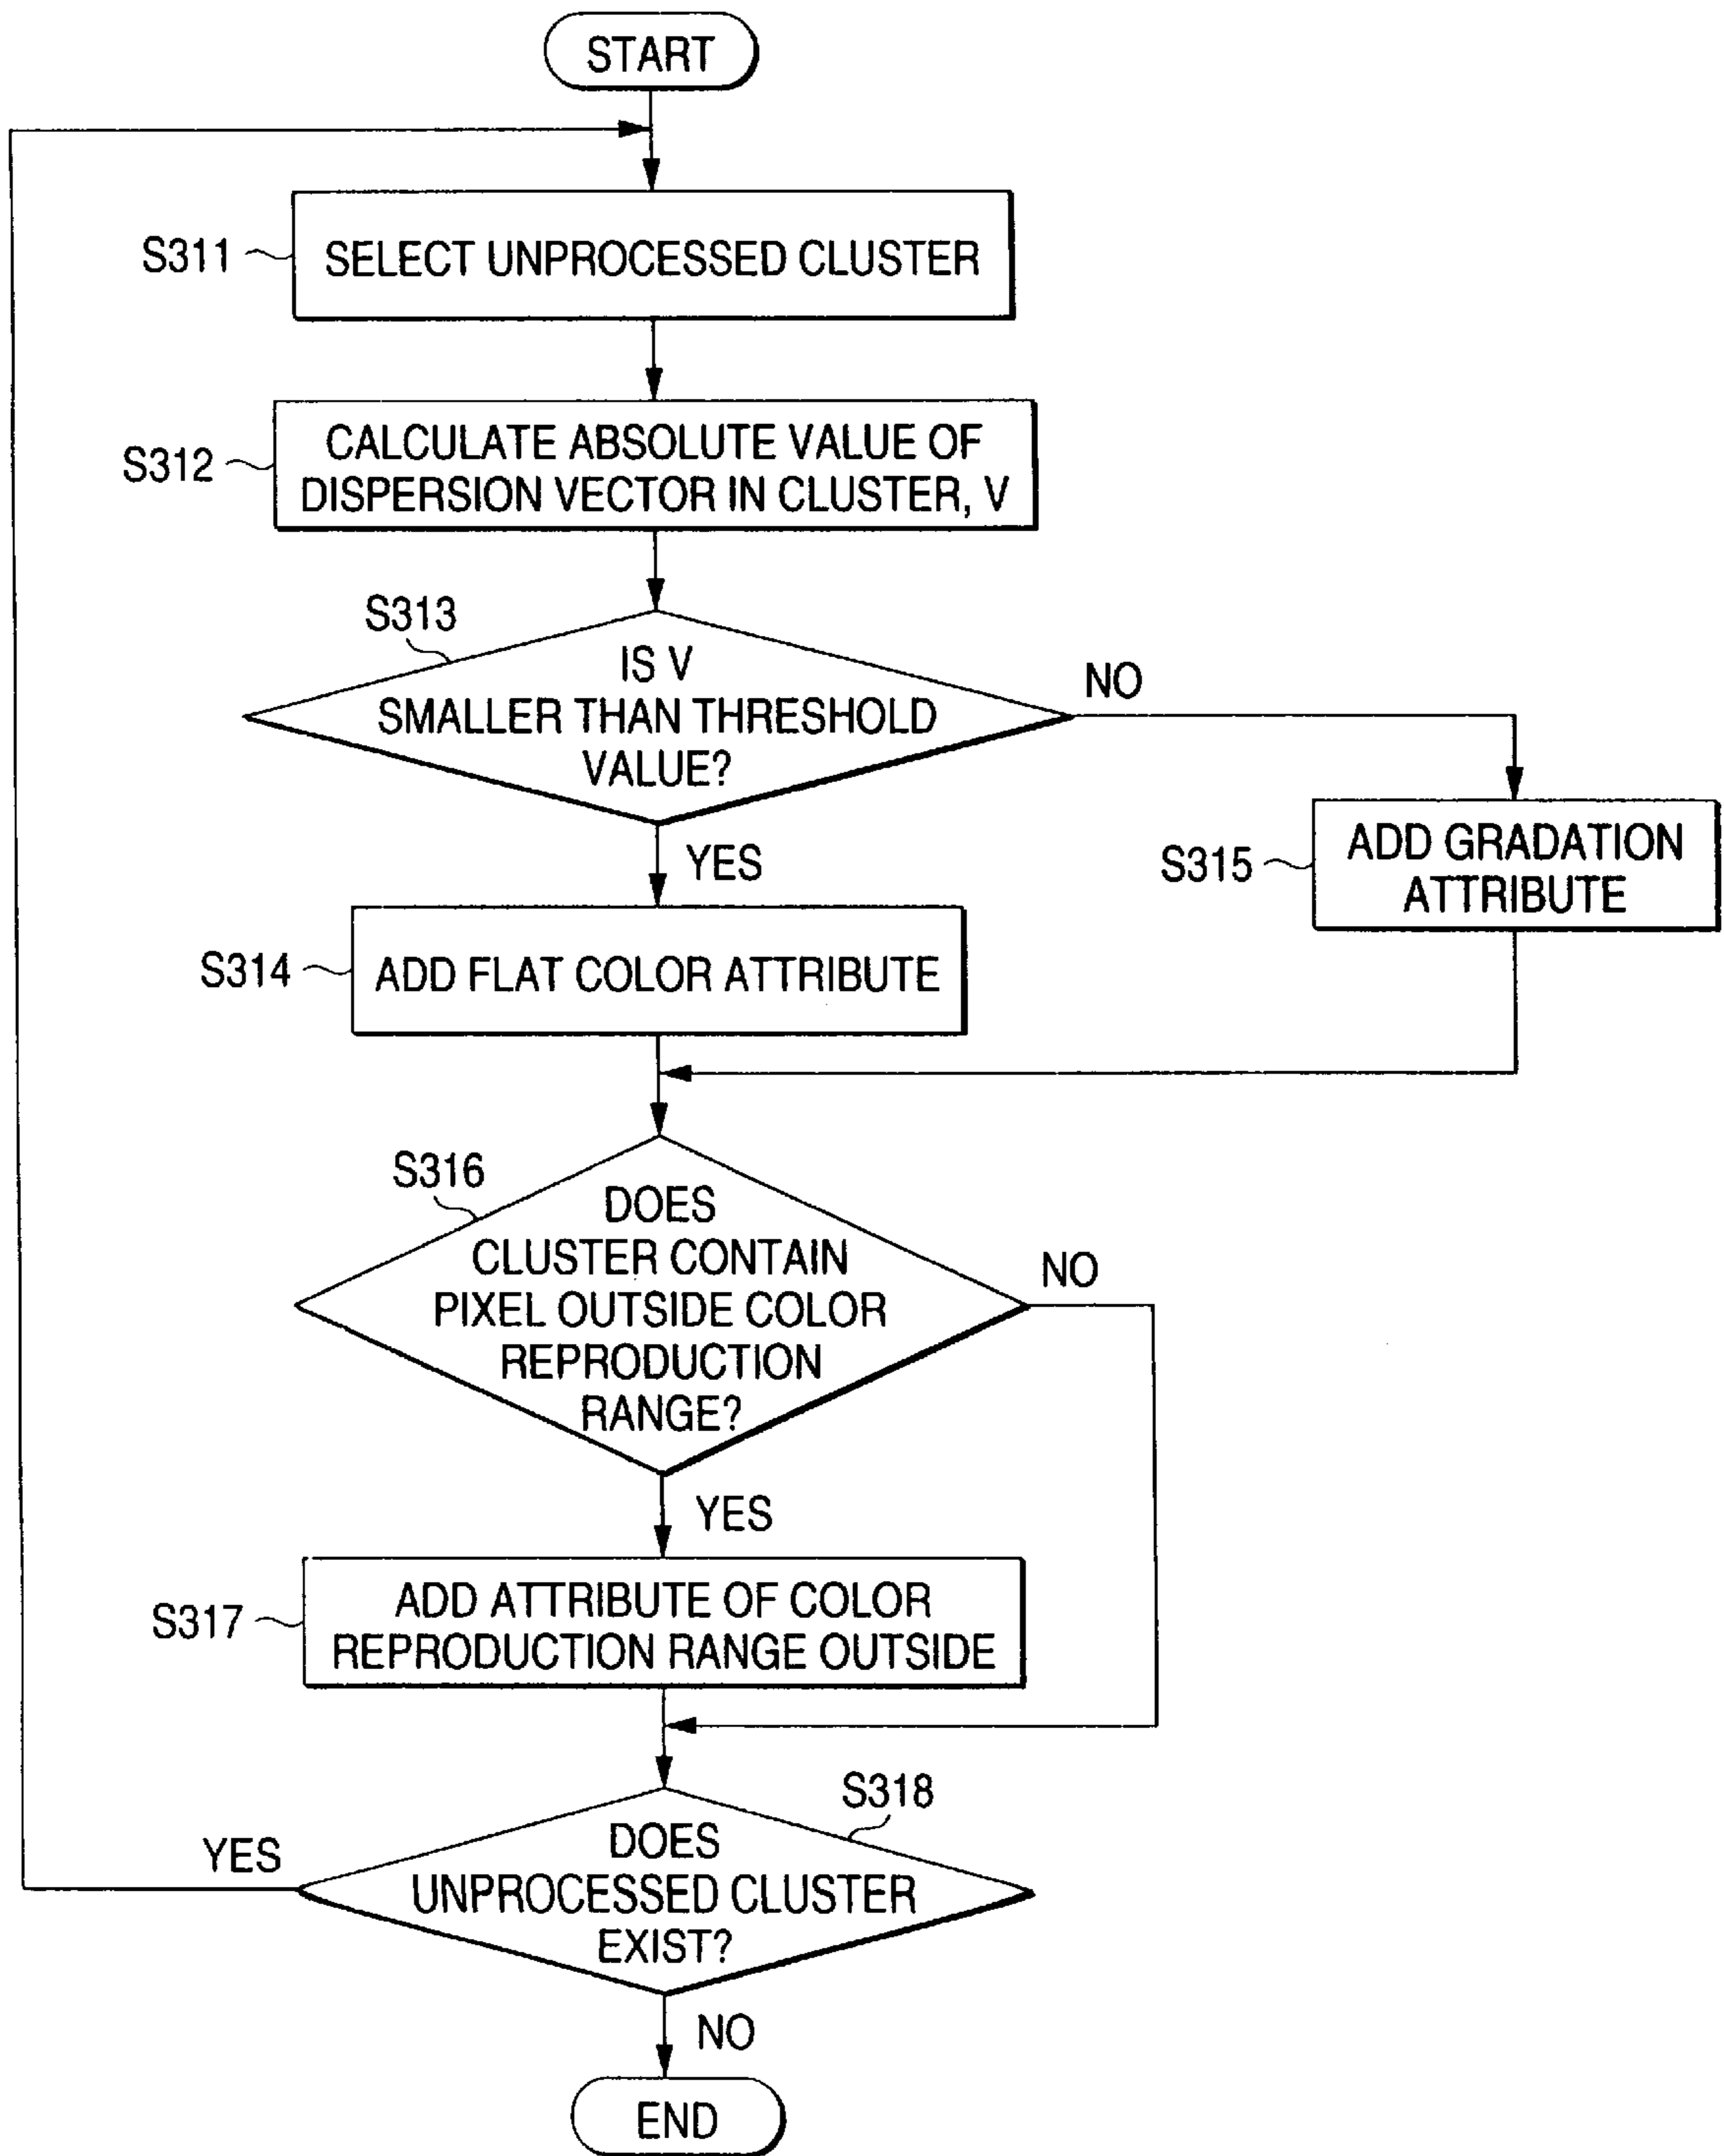 START
S311
SELECT UNPROCESSED CLUSTER
S312
CALCULATE ABSOLUTE VALUE OF
DISPERSION VECTOR IN CLUSTER, V
S313
IS V
SMALLER THAN THRESHOLD
VALUE?
NO
YES
S315
ADD GRADATION
ATTRIBUTE
S314
ADD FLAT COLOR ATTRIBUTE
S316
DOES
CLUSTER CONTAIN
PIXEL OUTSIDE COLOR
REPRODUCTION
RANGE?
NO
YES
S317
ADD ATTRIBUTE OF COLOR
REPRODUCTION RANGE OUTSIDE
S318
DOES
UNPROCESSED CLUSTER
EXIST?
YES
NO
END